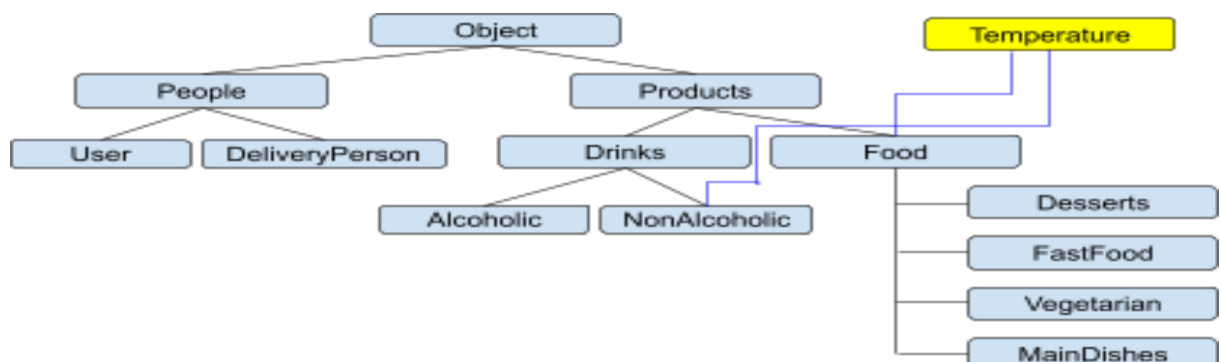 Object
Temperature
People
Products
User
DeliveryPerson
Drinks
Food
Alcoholic
NonAlcoholic
Desserts
FastFood
Vegetarian
MainDishes